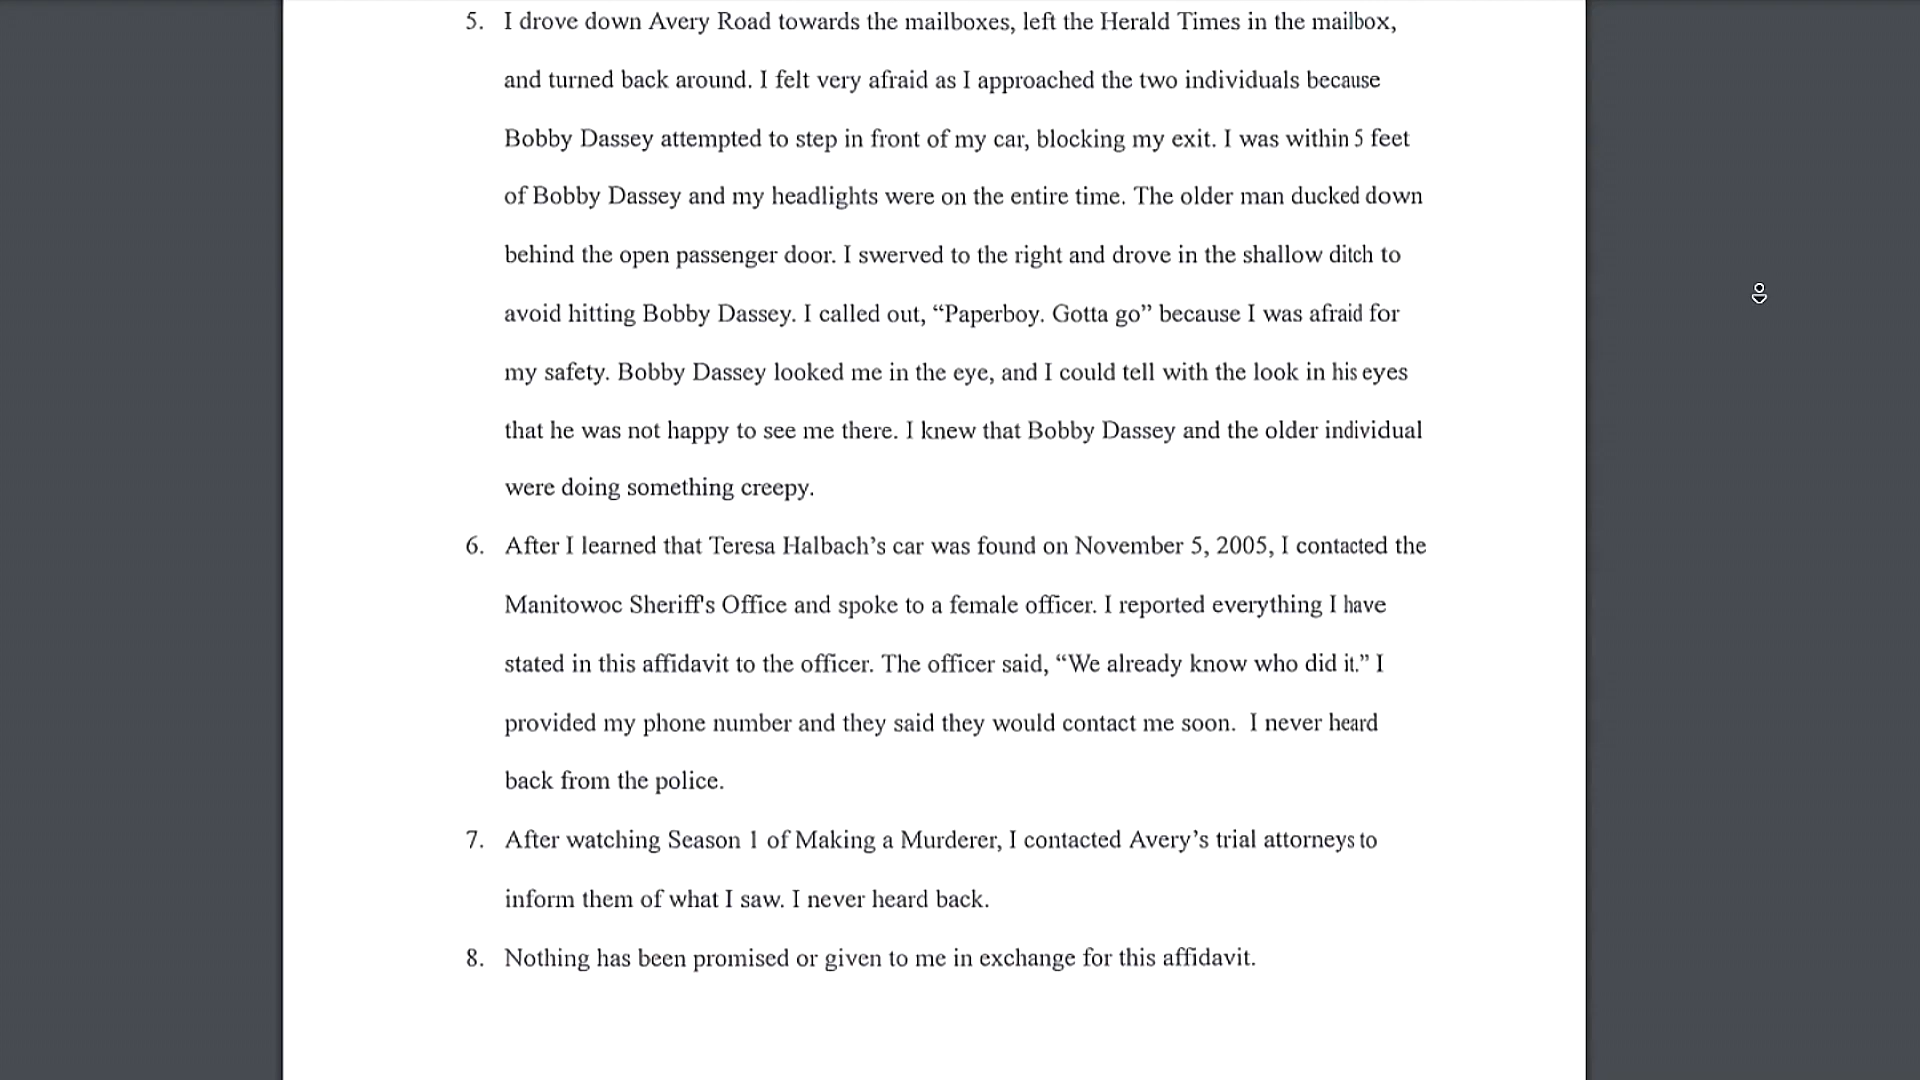 5. I drove down Avery Road towards the mailboxes, left the Herald Times in the mailbox,
and turned back around. I felt very afraid as I approached the two individuals because
Bobby Dassey attempted to step in front of my car, blocking my exit. I was within 5 feet
of Bobby Dassey and my headlights were on the entire time. The older man ducked down
behind the open passenger door. I swerved to the right and drove in the shallow ditch to
avoid hitting Bobby Dassey. I called out, “Paperboy. Gotta go” because I was afraid for
my safety. Bobby Dassey looked me in the eye, and I could tell with the look in his eyes
that he was not happy to see me there. I knew that Bobby Dassey and the older individual
were doing something creepy.
6. After I learned that Teresa Halbach’s car was found on November 5, 2005, I contacted the
Manitowoc Sheriff's Office and spoke to a female officer. I reported everything I have
stated in this affidavit to the officer. The officer said, “We already know who did it.” I
provided my phone number and they said they would contact me soon.  I never heard
back from the police.
7. After watching Season 1 of Making a Murderer, I contacted Avery’s trial attorneys to
inform them of what I saw. I never heard back.
8. Nothing has been promised or given to me in exchange for this affidavit.